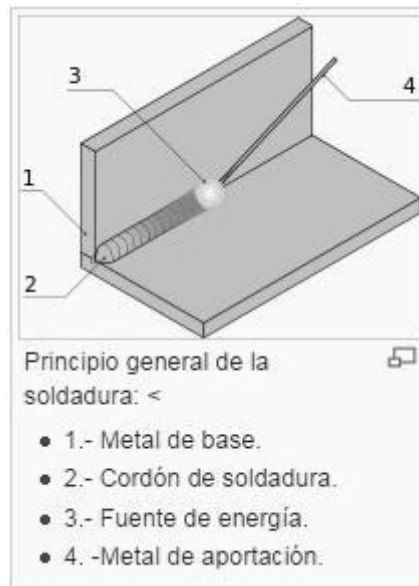 3
4
1
2
Principio general de la
soldadura: <
● 1.- Metal de base.
● 2.- Cordón de soldadura.
● 3.- Fuente de energía.
● 4. -Metal de aportación.